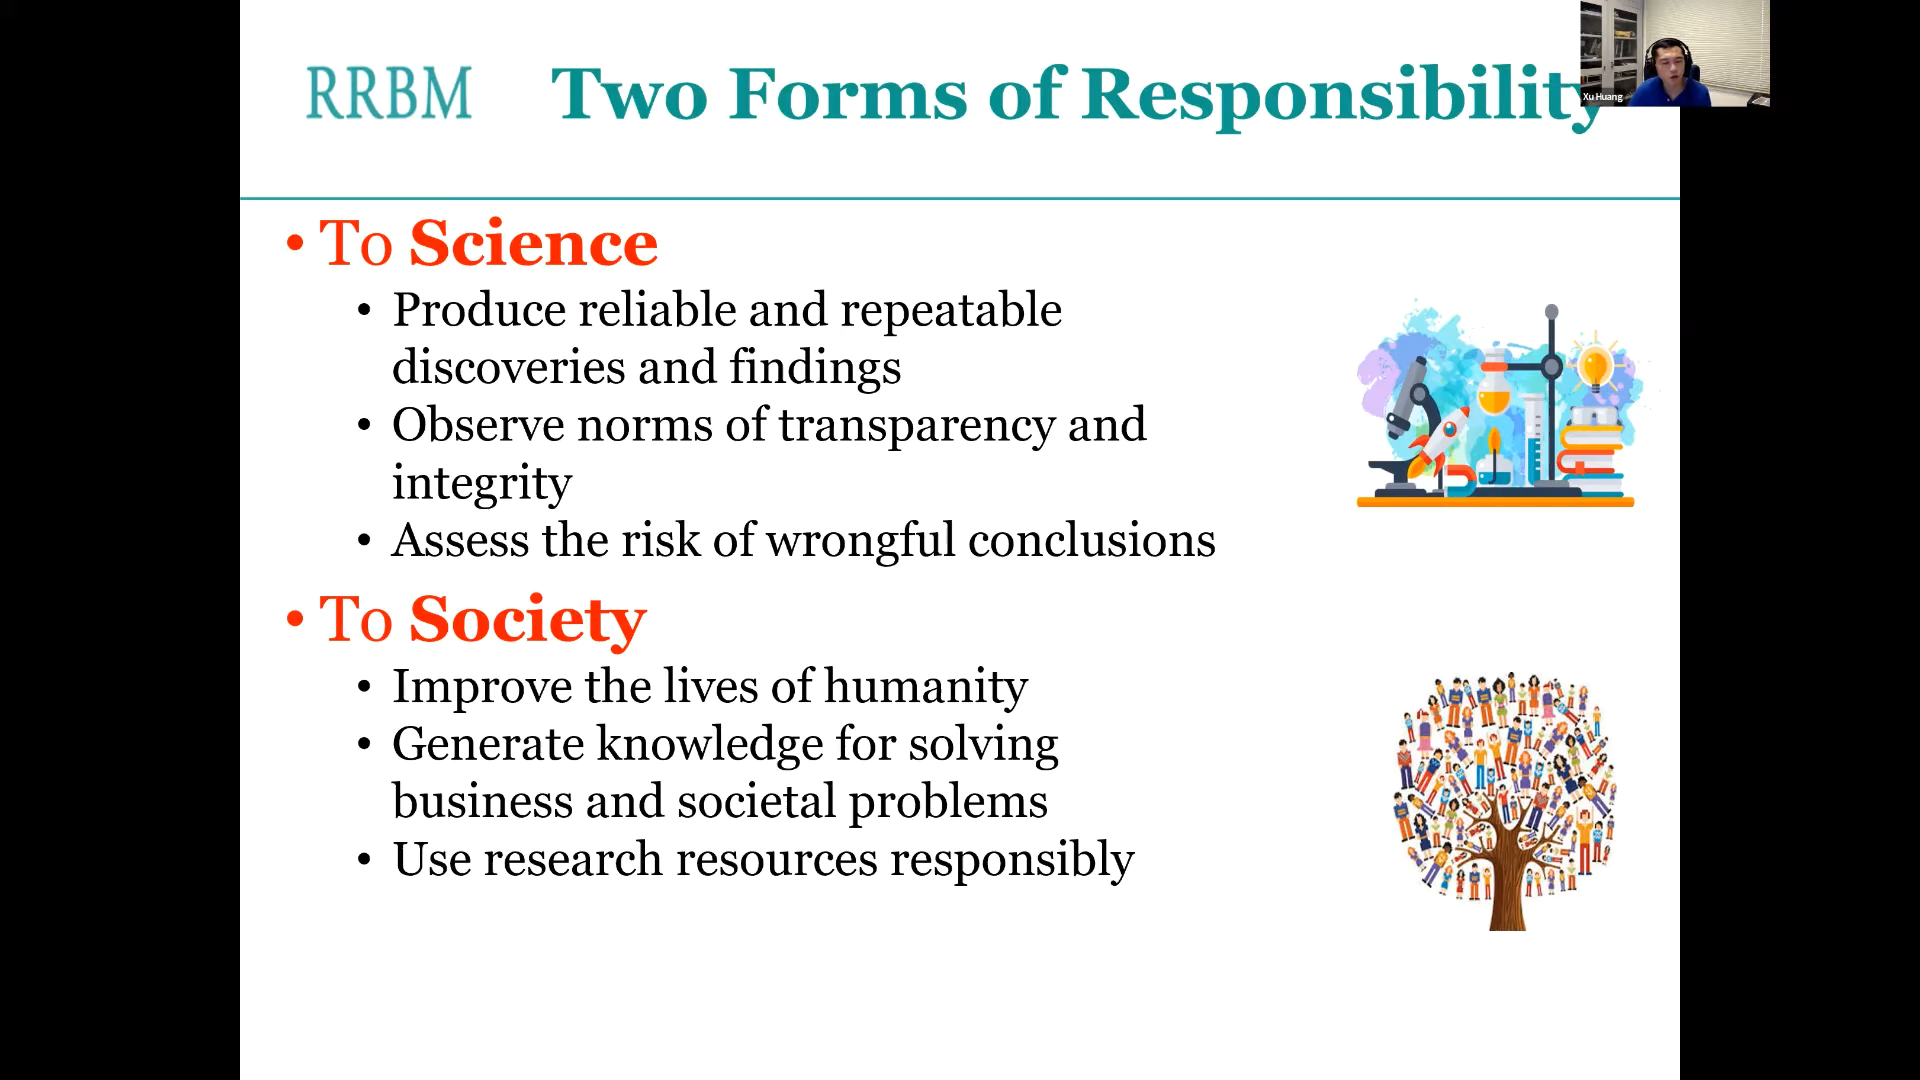 RRBM
Two Forms of Responsibility
Xu Huang
• To Science
• Produce reliable and repeatable
discoveries and findings
• Observe norms of transparency and
integrity
• Assess the risk of wrongful conclusions
• To Society
• Improve the lives of humanity
• Generate knowledge for solving
business and societal problems
• Use research resources responsibly